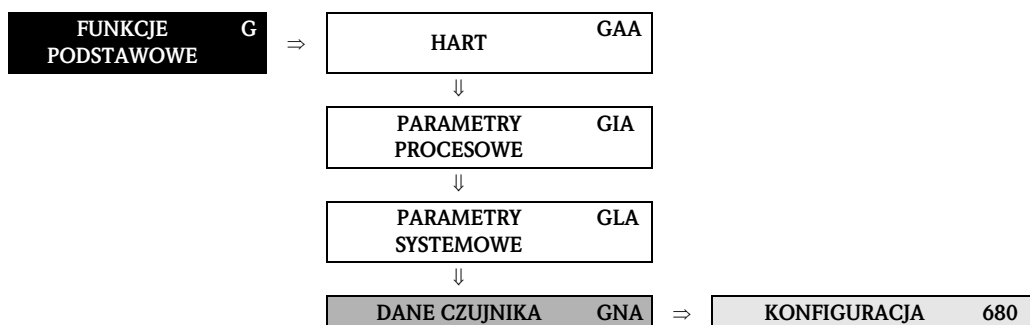 FUNKCJE G ⇒ HART GAA
PODSTAWOWE
⇓
PARAMETRY GIA
PROCESOWE
⇓
PARAMETRY GLA
SYSTEMOWE
⇓
DANE CZUJNIKA GNA ⇒ KONFIGURACJA 680